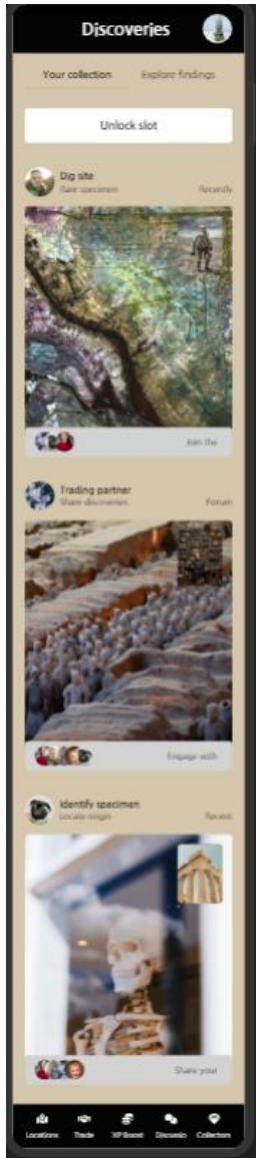 Discoveries
Your collection
Explore findings
Unlock slot
Dig site
Rare specimen
Recently
Join the
Trading partner
Share discoveries
Forum
Engage with
Identify specimen
Locate origin
Recent
Share your
Locations
Trade
XP Boost
Discussio
Collectors